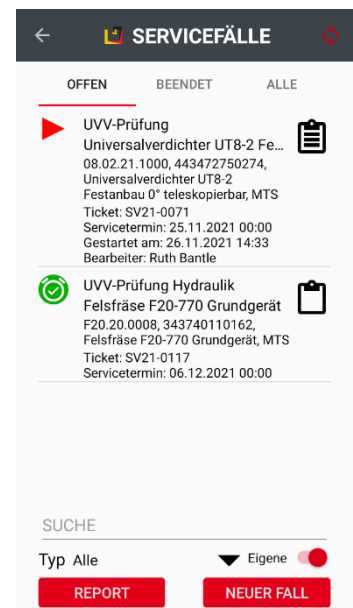 SERVICEFÄLLE
OFFEN BEENDET ALLE
UVV-Prüfung
Universalverdichter UT8-2 Fe...
08.02.21.1000, 443472750274,
Universalverdichter UT8-2
Festanbau 0° teleskopierbar, MTS
Ticket: SV21-0071
Servicetermin: 25.11.2021 00:00
Gestartet am: 26.11.2021 14:33
Bearbeiter: Ruth Bantle
UVV-Prüfung Hydraulik
Felsfräse F20-770 Grundgerät
F20.20.0008, 343740110162,
Felsfräse F20-770 Grundgerät, MTS
Ticket: SV21-0117
Servicetermin: 06.12.2021 00:00
SUCHE
Typ Alle Eigene
REPORT NEUER FALL